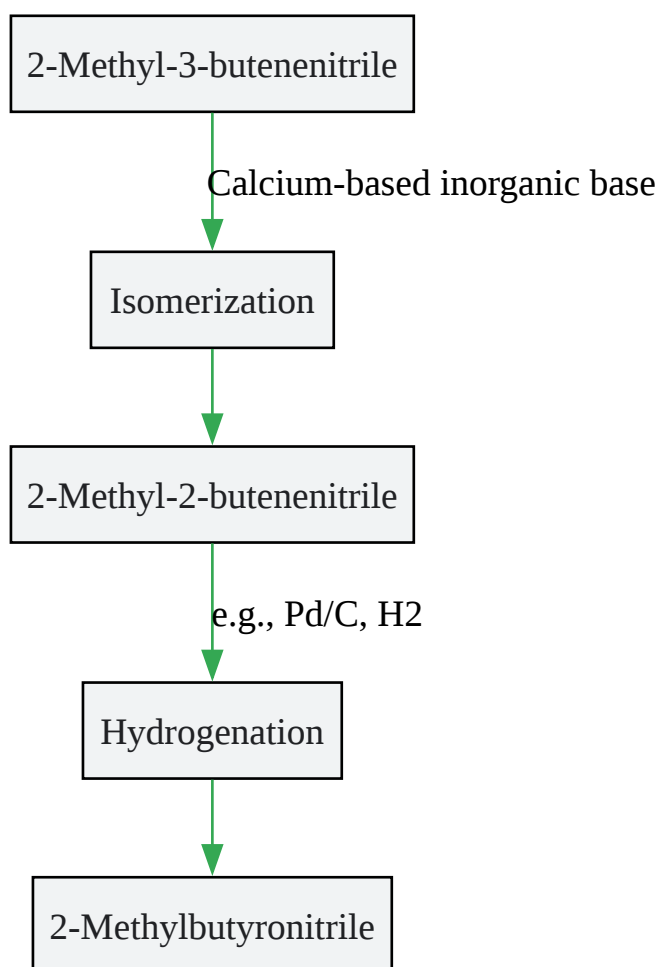 2-Methyl-3-butenenitrile
Calcium-based inorganic base
Isomerization
2-Methyl-2-butenenitrile
e.g., Pd/C, H2
Hydrogenation
2-Methylbutyronitrile